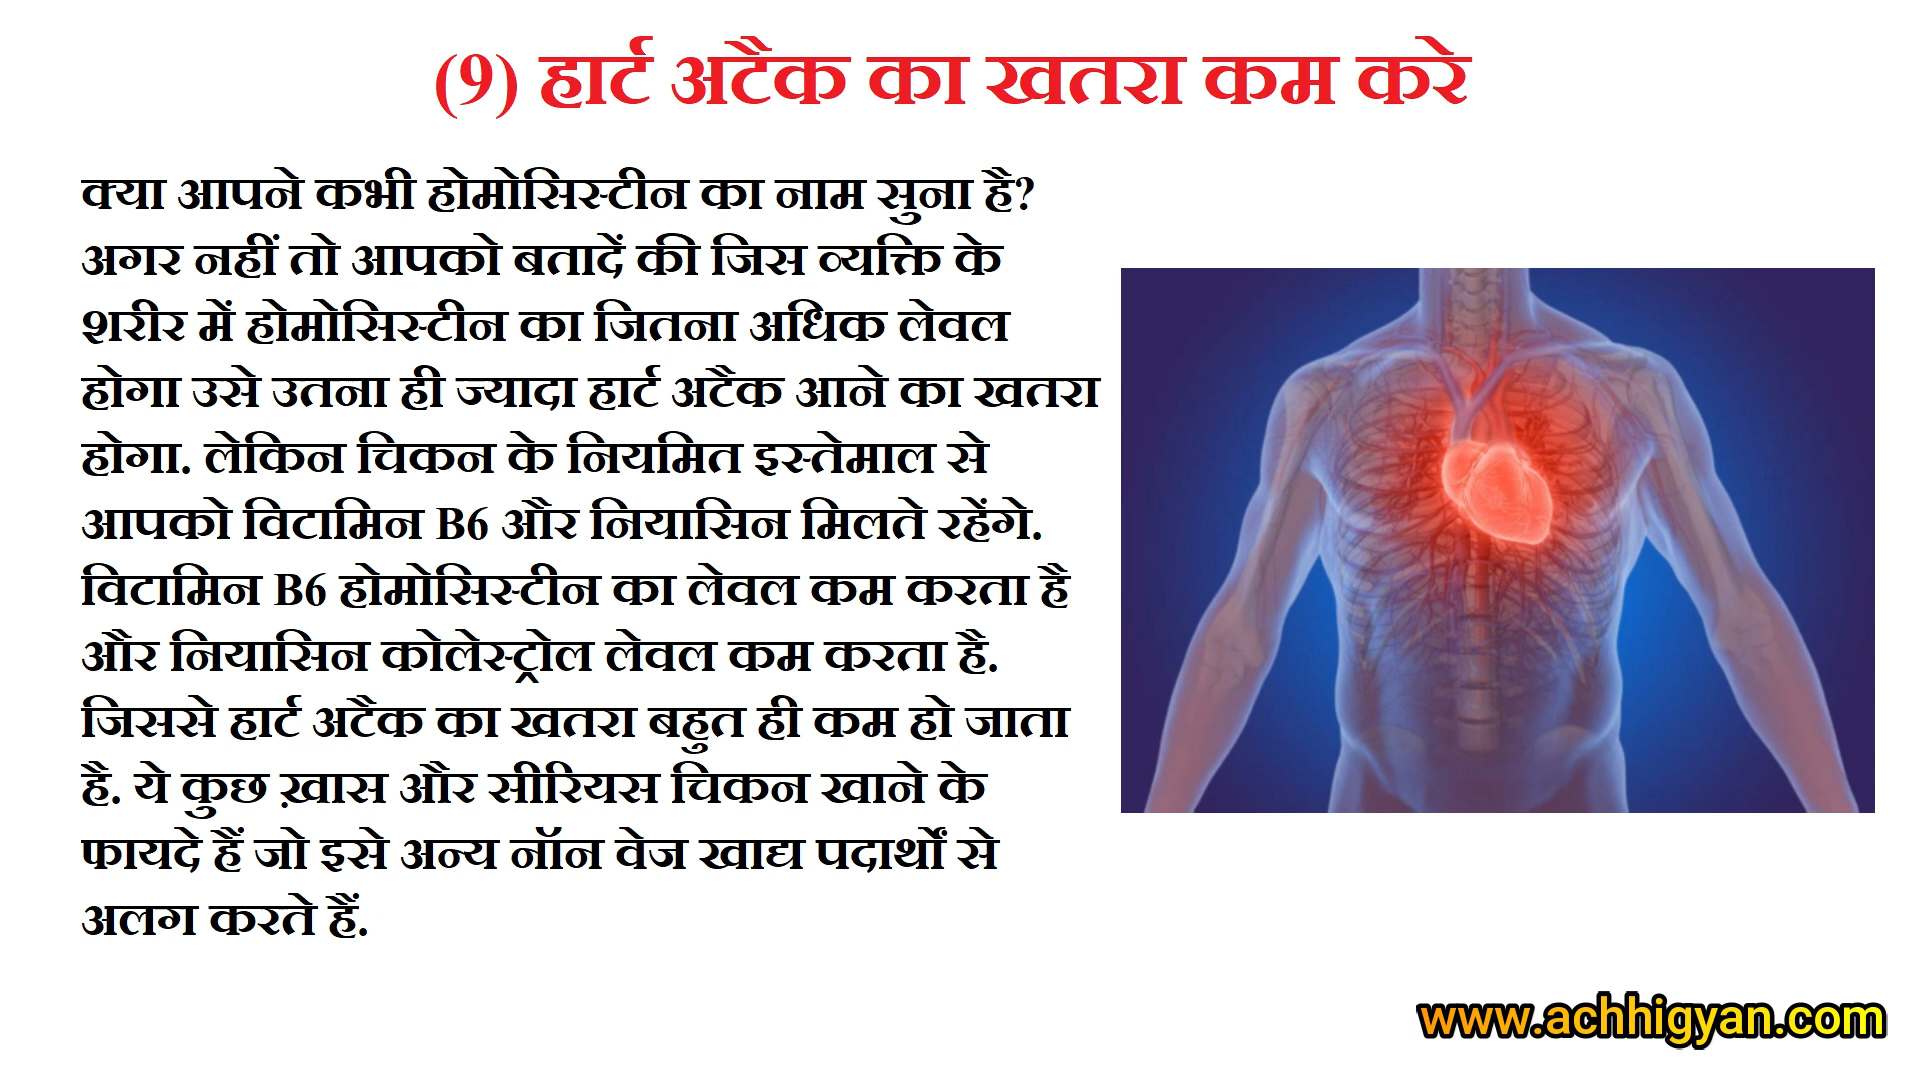 (9) हार्ट अटैक का खतरा कम करे
क्या आपने कभी होमोसिस्टीन का नाम सुना है?
अगर नहीं तो आपको बतादें की जिस व्यक्ति के
शरीर में होमोसिस्टीन का जितना अधिक लेवल
होगा उसे उतना ही ज्यादा हार्ट अटैक आने का खतरा
होगा. लेकिन चिकन के नियमित इस्तेमाल से
आपको विटामिन B6 और नियासिन मिलते रहेंगे.
विटामिन B6 होमोसिस्टीन का लेवल कम करता है
और नियासिन कोलेस्ट्रोल लेवल कम करता है.
जिससे हार्ट अटैक का खतरा बहुत ही कम हो जाता
है. ये कुछ ख़ास और सीरियस चिकन खाने के
फायदे हैं जो इसे अन्य नॉन वेज खाद्य पदार्थों से
अलग करते हैं.
www.achhigyan.com